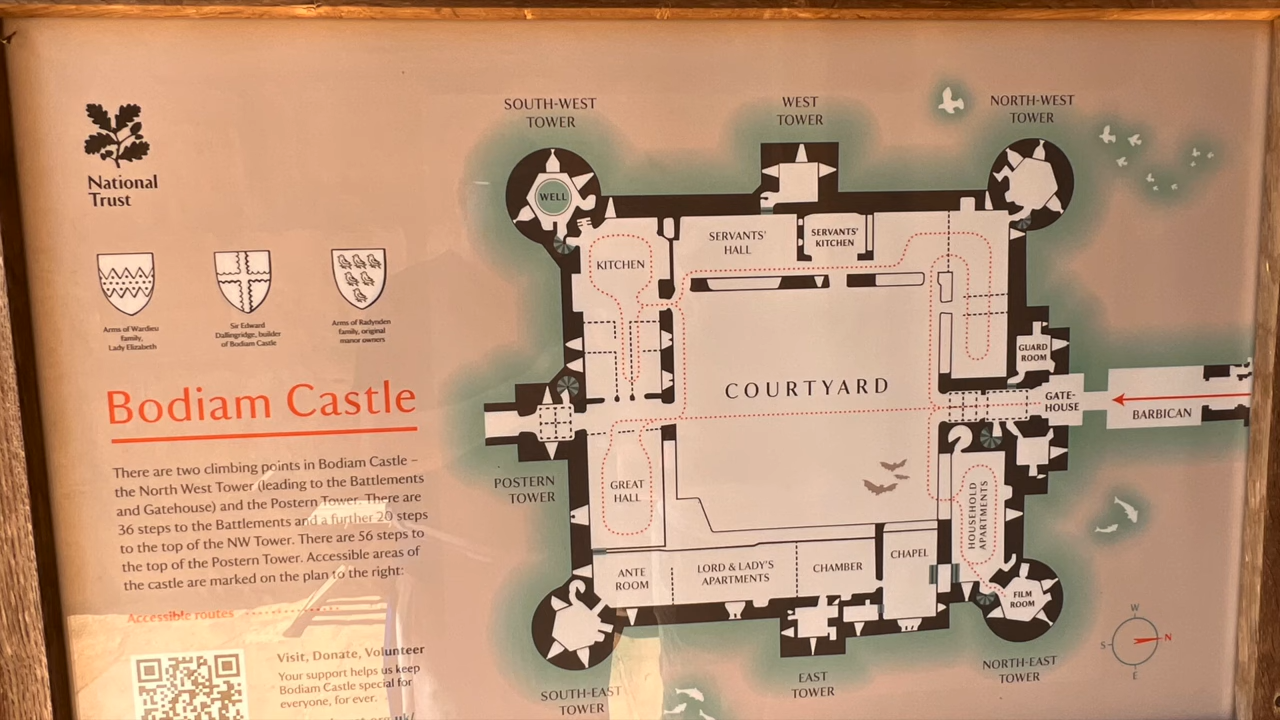 National
Trust
Arms of Wardieu
family,
Lady Elizabeth
Sir Edward
Dallingridge, builder
of Bodiam Castle
Arms of Radynden
family, original
manor owners
Bodiam Castle
There are two climbing points in Bodiam Castle –
the North West Tower (leading to the Battlements
and Gatehouse) and the Postern Tower. There are
36 steps to the Battlements and a further 20 steps
to the top of the NW Tower. There are 56 steps to
the top of the Postern Tower. Accessible areas of
the castle are marked on the plan to the right:
Accessible routes
Visit, Donate, Volunteer
Your support helps us keep
Bodiam Castle special for
everyone, for ever.
SOUTH-WEST
TOWER
WEST
TOWER
NORTH-WEST
TOWER
WELL
KITCHEN
SERVANTS'
HALL
SERVANTS'
KITCHEN
GUARD
ROOM
COURTYARD
GATE-
HOUSE
BARBICAN
POSTERN
TOWER
GREAT
HALL
HOUSEHOLD
APARTMENTS
ANTE
ROOM
LORD & LADY'S
APARTMENTS
CHAMBER
CHAPEL
FILM
ROOM
SOUTH-EAST
TOWER
EAST
TOWER
NORTH-EAST
TOWER
W
S
N
E